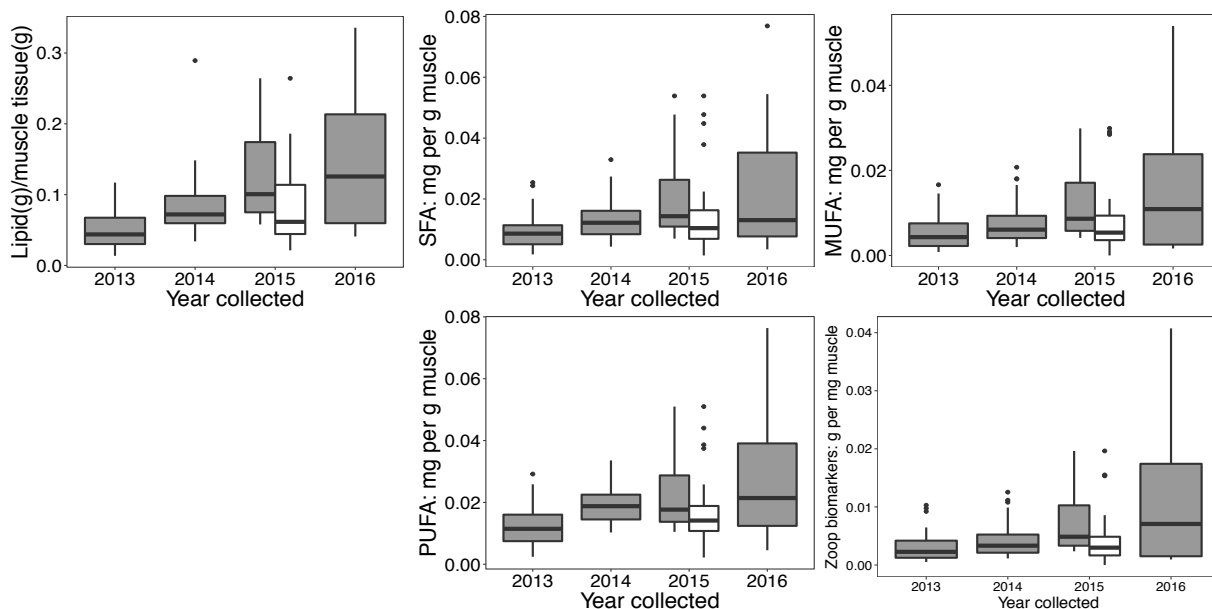 Lipid(g)/muscle tissue(g)
0.3
0.2
0.1
0.0
2013 2014 2015 2016
Year collected
SFA: mg per g muscle
0.08
0.06
0.04
0.02
0.00
2013 2014 2015 2016
Year collected
MUFA: mg per g muscle
0.04
0.02
0.00
2013 2014 2015 2016
Year collected
PUFA: mg per g muscle
0.08
0.06
0.04
0.02
0.00
2013 2014 2015 2016
Year collected
Zoop biomarkers: g per mg muscle
0.04
0.03
0.02
0.01
0.00
2013 2014 2015 2016
Year collected